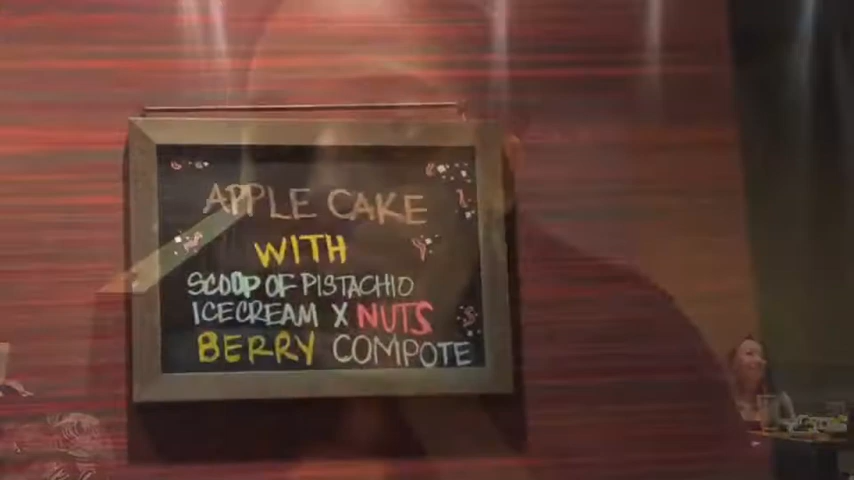 APPLE CAKE
WITH
SCOOP OF PISTACHIO
ICECREAM X NUTS
BERRY COMPOTE